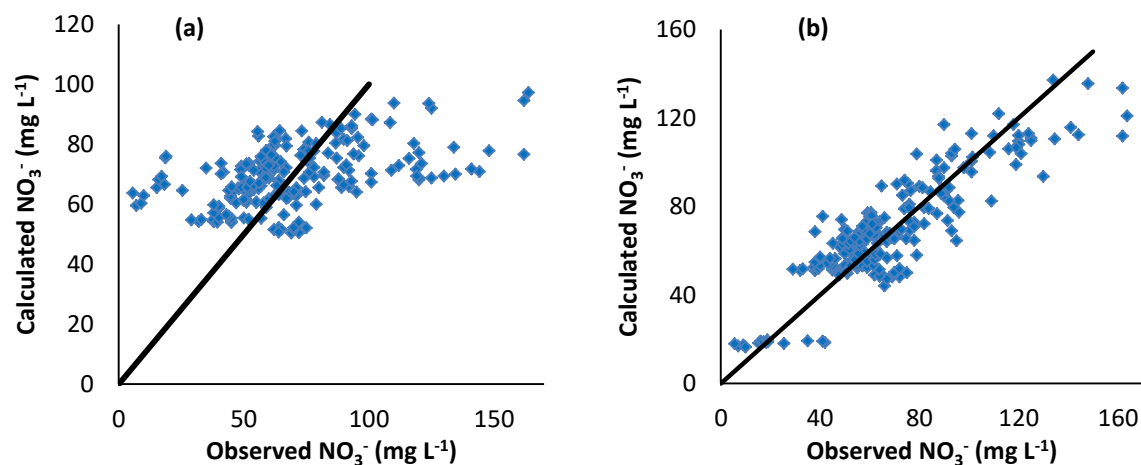 (a)
Calculated NO₃⁻ (mg L⁻¹)
120
100
80
60
40
20
0
0 50 100 150
Observed NO₃⁻ (mg L⁻¹)
(b)
Calculated NO₃⁻ (mg L⁻¹)
160
120
80
40
0
0 40 80 120 160
Observed NO₃⁻ (mg L⁻¹)